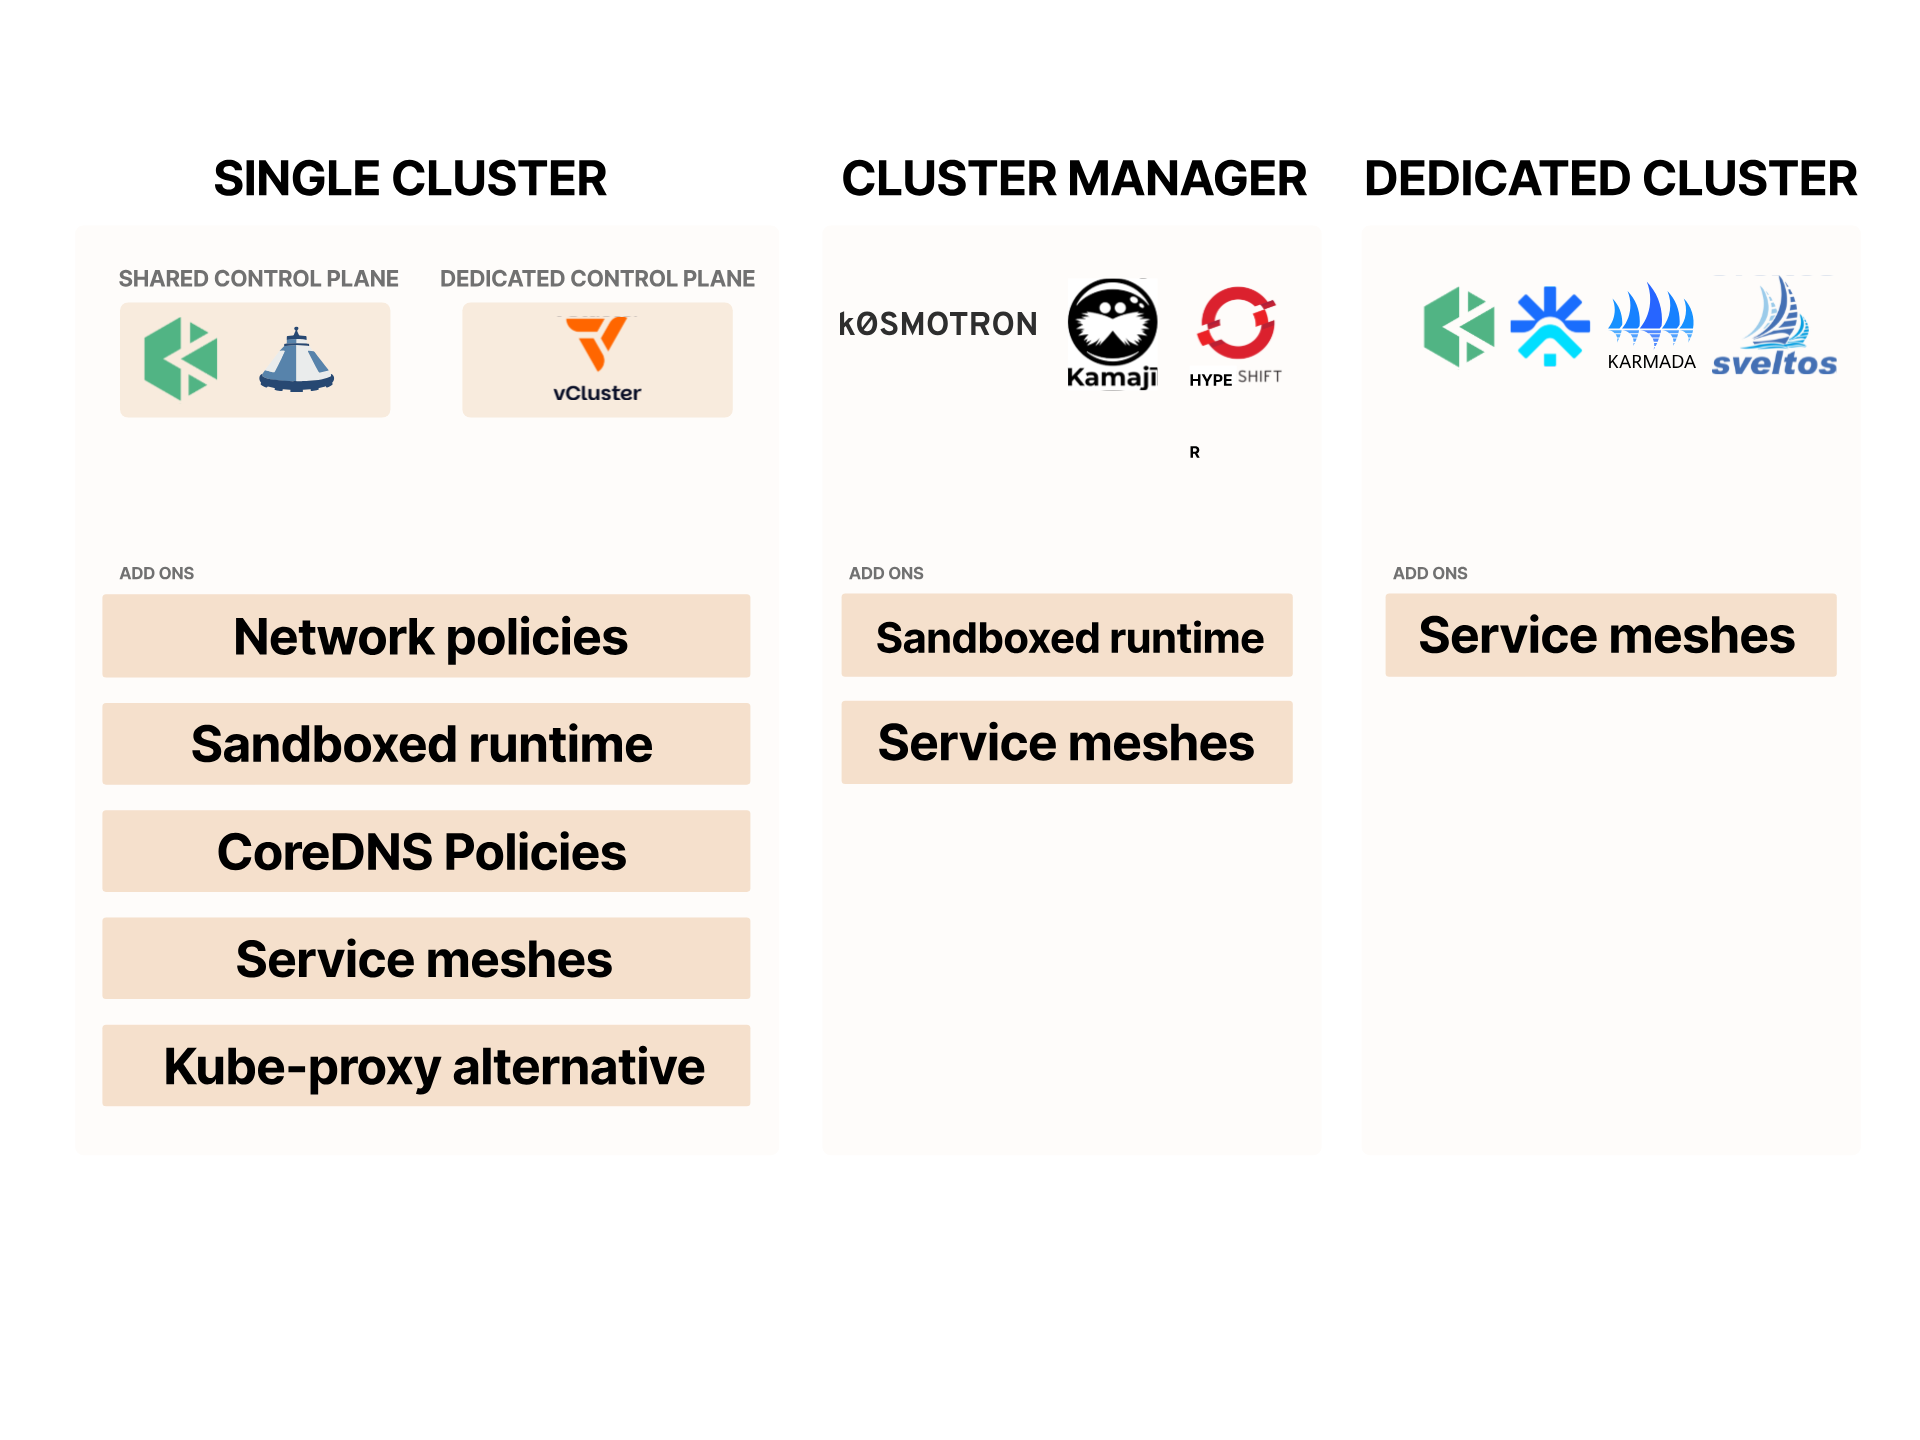 SINGLE CLUSTER
SHARED CONTROL PLANE
DEDICATED CONTROL PLANE
vCluster
ADD ONS
Network policies
Sandboxed runtime
CoreDNS Policies
Service meshes
Kube-proxy alternative
CLUSTER MANAGER
k0SMOTRON
Kamajī
HYPE SHIFT
R
ADD ONS
Sandboxed runtime
Service meshes
DEDICATED CLUSTER
KARMADA
sveltos
ADD ONS
Service meshes